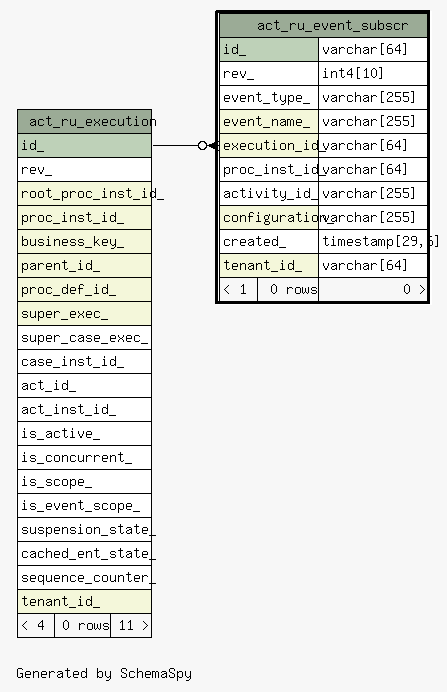 act_ru_event_subscr
id_ varchar[64]
rev_ int4[10]
event_type_ varchar[255]
event_name_ varchar[255]
execution_id_ varchar[64]
proc_inst_id_ varchar[64]
activity_id_ varchar[255]
configuration_ varchar[255]
created_ timestamp[29,6]
tenant_id_ varchar[64]
< 1 0 rows 0 >
act_ru_execution
id_
rev_
root_proc_inst_id_
proc_inst_id_
business_key_
parent_id_
proc_def_id_
super_exec_
super_case_exec_
case_inst_id_
act_id_
act_inst_id_
is_active_
is_concurrent_
is_scope_
is_event_scope_
suspension_state_
cached_ent_state_
sequence_counter_
tenant_id_
< 4 0 rows 11 >
Generated by SchemaSpy